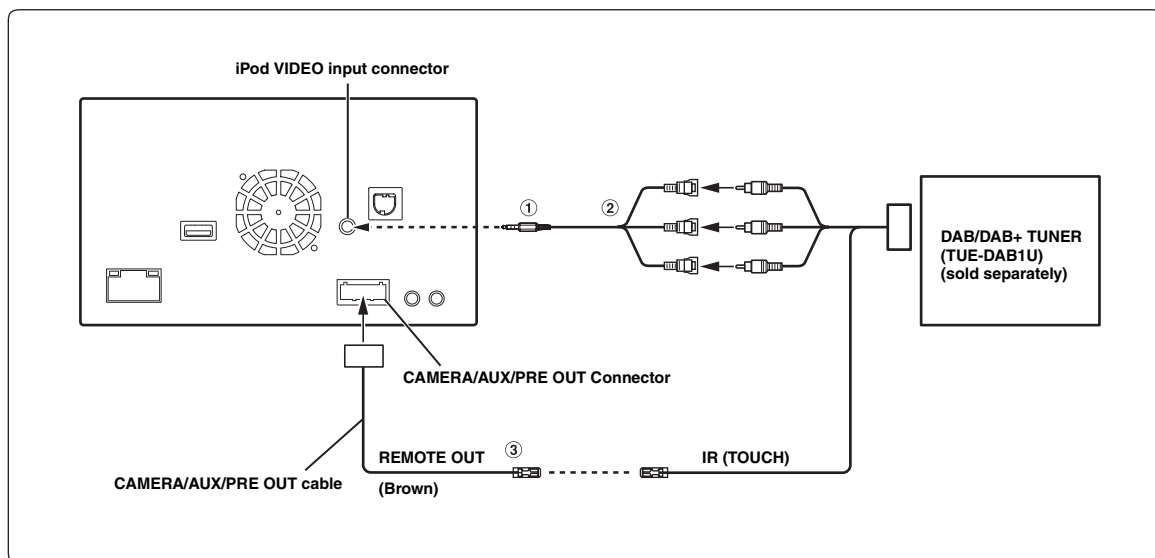 iPod VIDEO input connector
①
②
DAB/DAB+ TUNER
(TUE-DAB1U)
(sold separately)
CAMERA/AUX/PRE OUT Connector
REMOTE OUT
③
IR (TOUCH)
CAMERA/AUX/PRE OUT cable
(Brown)